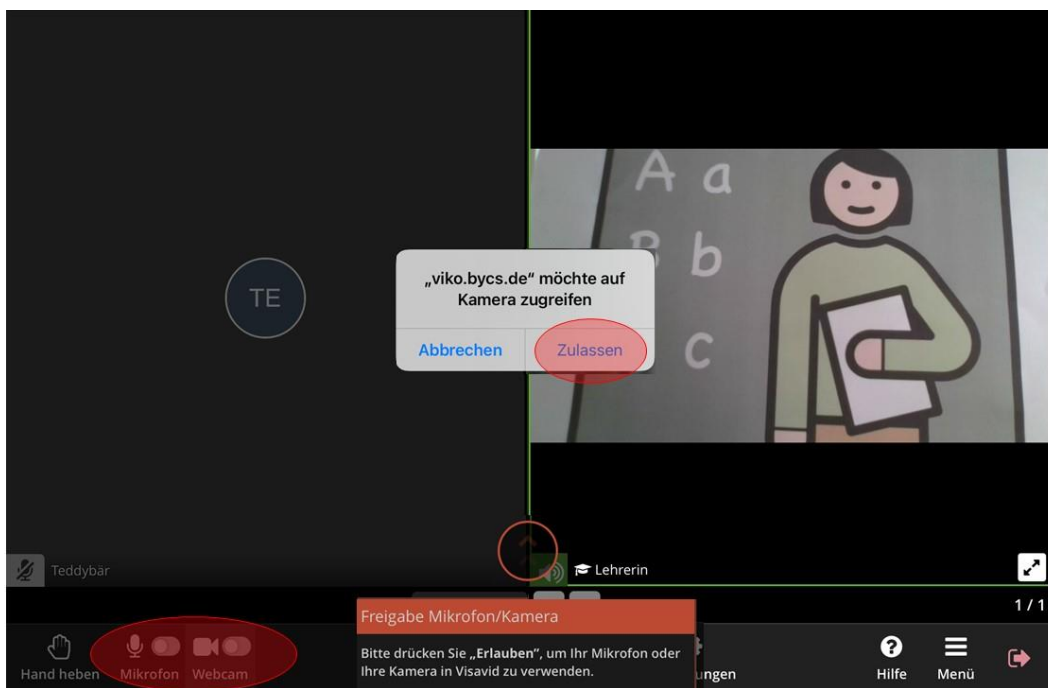 A a
B b
c
TE
„viko.bycs.de“ möchte auf
Kamera zugreifen
Abbrechen Zulassen
Teddybär
Lehrerin
1 / 1
Freigabe Mikrofon/Kamera
Bitte drücken Sie „Erlauben“, um Ihr Mikrofon oder
Ihre Kamera in Visavid zu verwenden.
Hand heben Mikrofon Webcam ungen Hilfe Menü